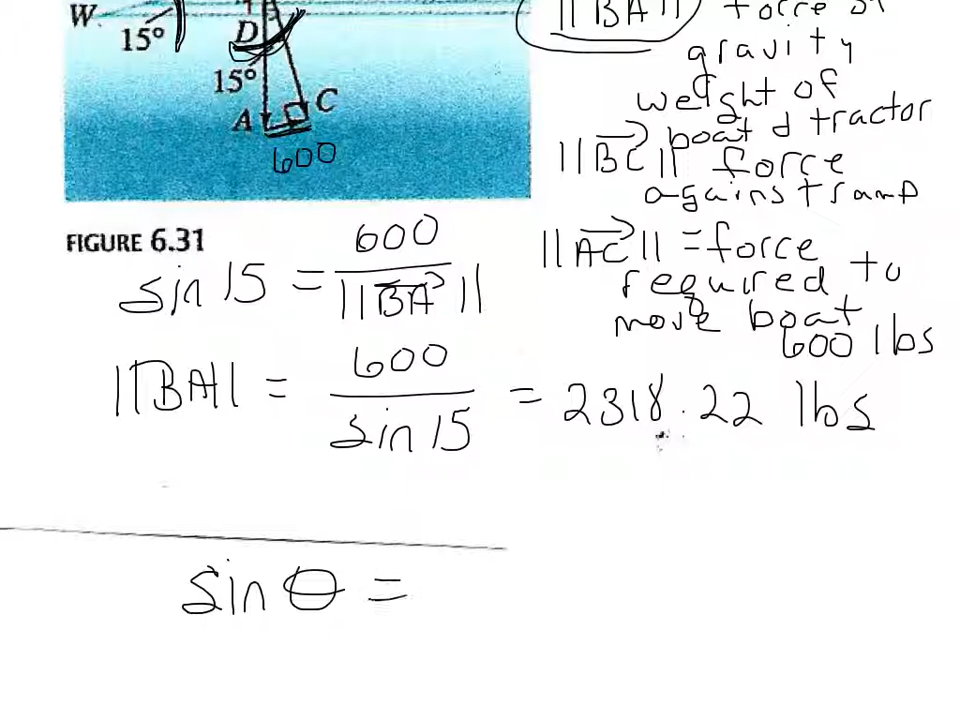 W
15°
D
15°
A
C
600
FIGURE 6.31
||BA|| force of
gravity
weight of
boat & tractor
||BC|| force
against ramp
||AC|| = force
required to
move boat
600 lbs
sin 15 = 600 / ||BA||
||BA|| = 600 / sin 15 = 2318.22 lbs
sin θ =